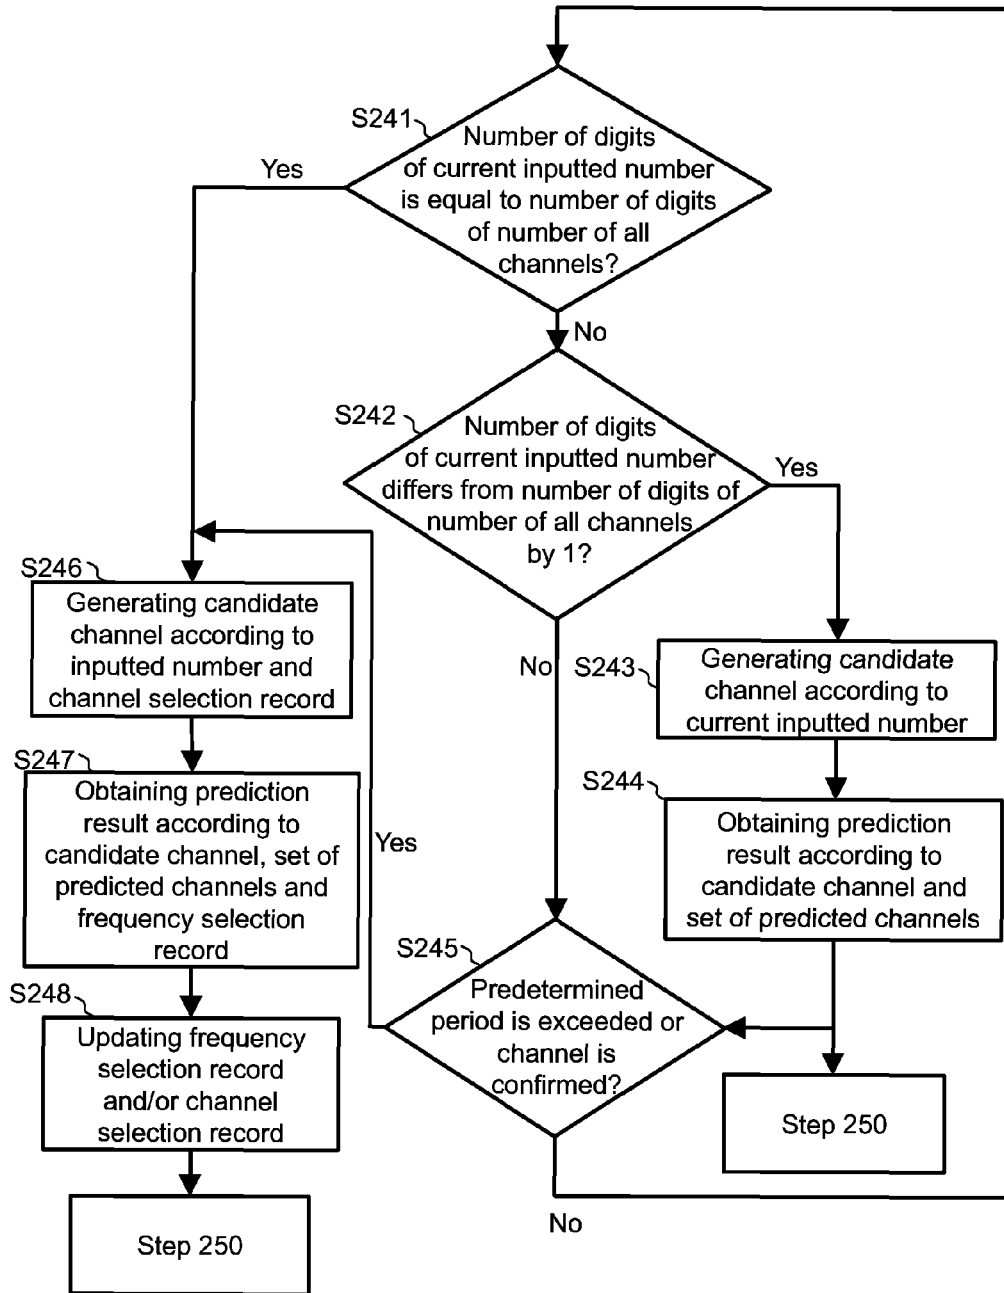 S241
Number of digits
of current inputted number
is equal to number of digits
of number of all
channels?
Yes
No
S242
Number of digits
of current inputted number
differs from number of digits of
number of all channels
by 1?
Yes
No
S246
Generating candidate
channel according to
inputted number and
channel selection record
S243
Generating candidate
channel according to
current inputted number
S247
Obtaining prediction
result according to
candidate channel, set of
predicted channels and
frequency selection
record
Yes
S244
Obtaining prediction
result according to
candidate channel and
set of predicted channels
S245
Predetermined
period is exceeded or
channel is
confirmed?
S248
Updating frequency
selection record
and/or channel
selection record
Step 250
No
Step 250